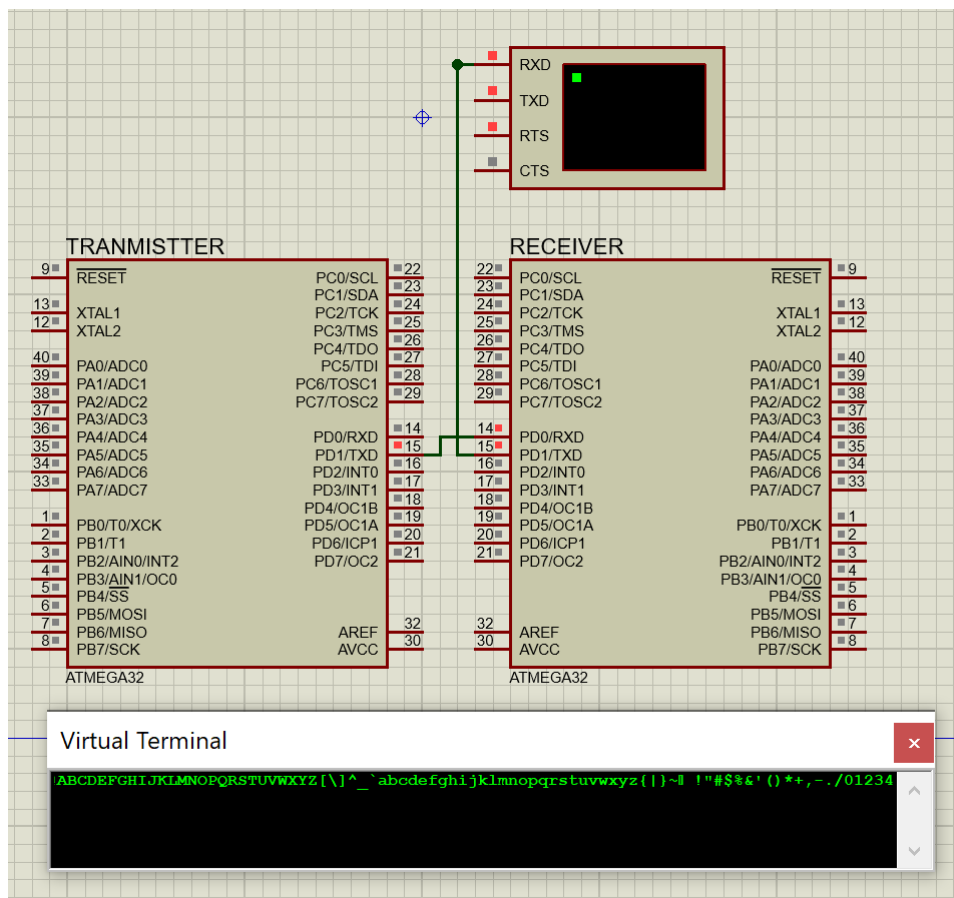 RXD
TXD
RTS
CTS
TRANMISTTER
9 RESET
13 XTAL1
12 XTAL2
40 PA0/ADC0
39 PA1/ADC1
38 PA2/ADC2
37 PA3/ADC3
36 PA4/ADC4
35 PA5/ADC5
34 PA6/ADC6
33 PA7/ADC7
1 PB0/T0/XCK
2 PB1/T1
3 PB2/AIN0/INT2
4 PB3/AIN1/OC0
5 PB4/SS
6 PB5/MOSI
7 PB6/MISO
8 PB7/SCK
PC0/SCL 22
PC1/SDA 23
PC2/TCK 24
PC3/TMS 25
PC4/TDO 26
PC5/TDI 27
PC6/TOSC1 28
PC7/TOSC2 29
PD0/RXD 14
PD1/TXD 15
PD2/INT0 16
PD3/INT1 17
PD4/OC1B 18
PD5/OC1A 19
PD6/ICP1 20
PD7/OC2 21
AREF 32
AVCC 30
ATMEGA32
RECEIVER
22 PC0/SCL
23 PC1/SDA
24 PC2/TCK
25 PC3/TMS
26 PC4/TDO
27 PC5/TDI
28 PC6/TOSC1
29 PC7/TOSC2
14 PD0/RXD
15 PD1/TXD
16 PD2/INT0
17 PD3/INT1
18 PD4/OC1B
19 PD5/OC1A
20 PD6/ICP1
21 PD7/OC2
32 AREF
30 AVCC
RESET 9
XTAL1 13
XTAL2 12
PA0/ADC0 40
PA1/ADC1 39
PA2/ADC2 38
PA3/ADC3 37
PA4/ADC4 36
PA5/ADC5 35
PA6/ADC6 34
PA7/ADC7 33
PB0/T0/XCK 1
PB1/T1 2
PB2/AIN0/INT2 3
PB3/AIN1/OC0 4
PB4/SS 5
PB5/MOSI 6
PB6/MISO 7
PB7/SCK 8
ATMEGA32
Virtual Terminal
ABCDEFGHIJKLMNOPQRSTUVWXYZ[\]^_`abcdefghijklmnopqrstuvwxyz{|}~ !"#$%&'()*+,-./01234